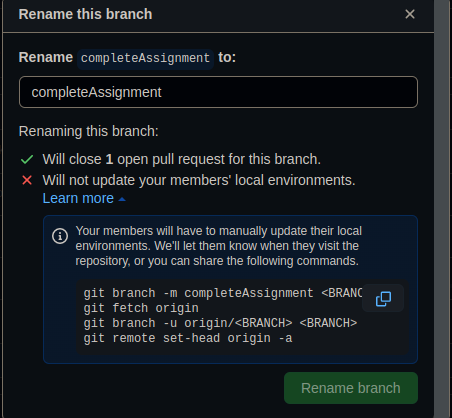 Rename this branch
Rename completeAssignment to:
completeAssignment
Renaming this branch:
Will close 1 open pull request for this branch.
Will not update your members' local environments.
Learn more
Your members will have to manually update their local
environments. We'll let them know when they visit the
repository, or you can share the following commands.
git branch -m completeAssignment <BRANC
git fetch origin
git branch -u origin/<BRANCH> <BRANCH>
git remote set-head origin -a
Rename branch